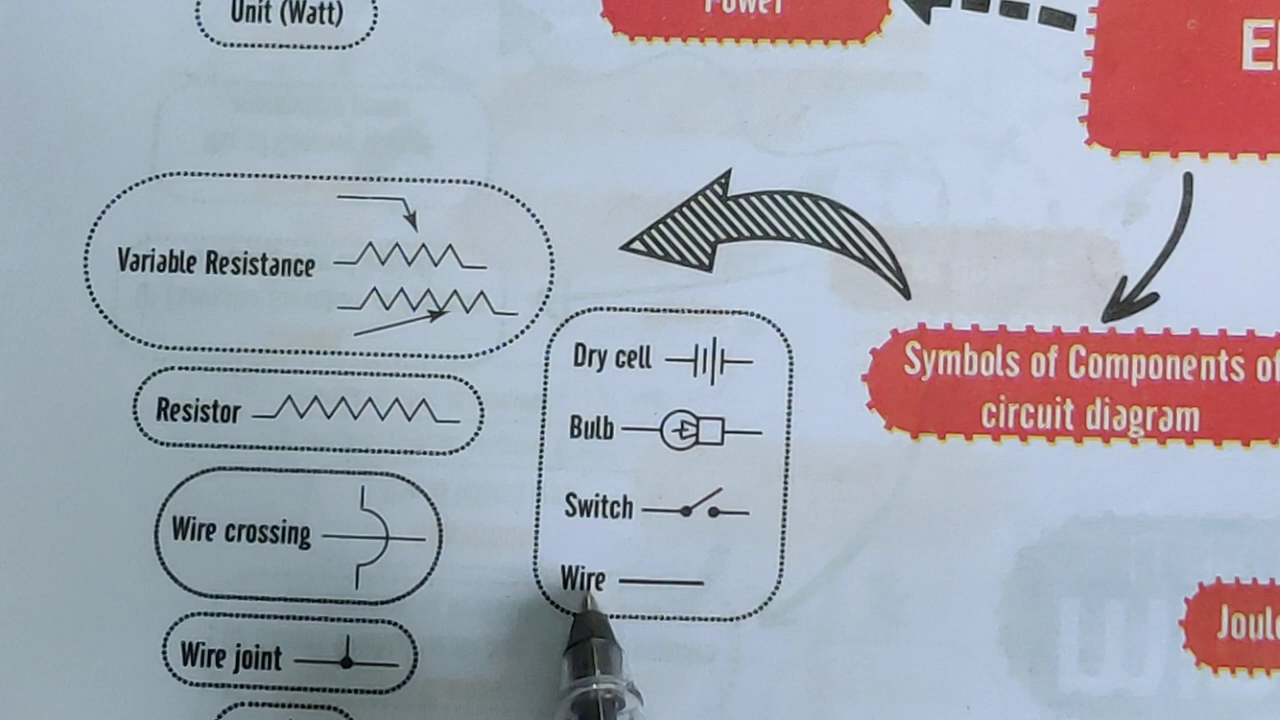 Unit (Watt)
Power
Variable Resistance
Resistor
Wire crossing
Wire joint
Dry cell
Bulb
Switch
Wire
Symbols of Components of
circuit diagram